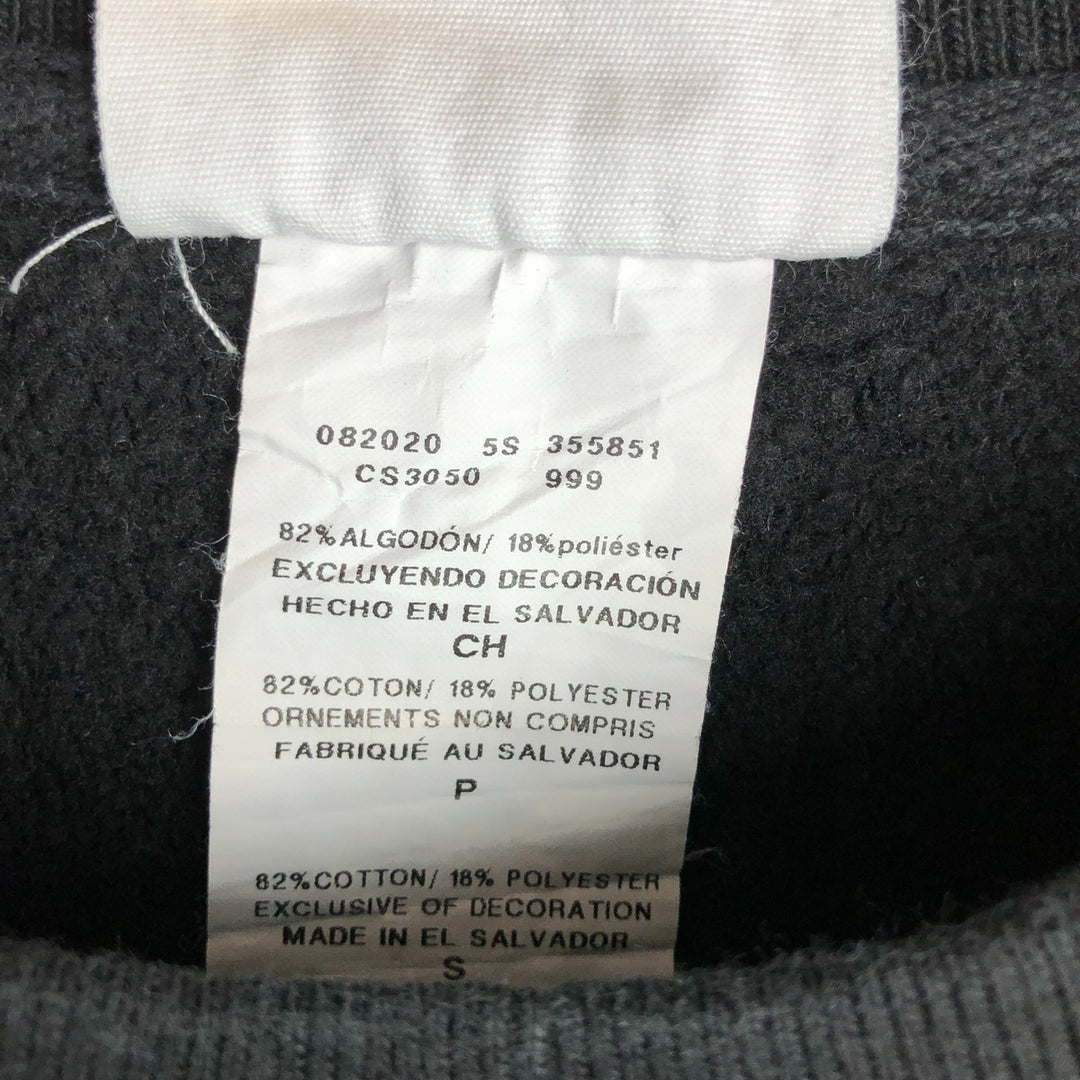 082020 5S 355851
CS3050 999
82%ALGODÓN/ 18%poliéster
EXCLUYENDO DECORACIÓN
HECHO EN EL SALVADOR
CH
82%COTON/ 18% POLYESTER
ORNEMENTS NON COMPRIS
FABRIQUÉ AU SALVADOR
P
82%COTTON/ 18% POLYESTER
EXCLUSIVE OF DECORATION
MADE IN EL SALVADOR
S